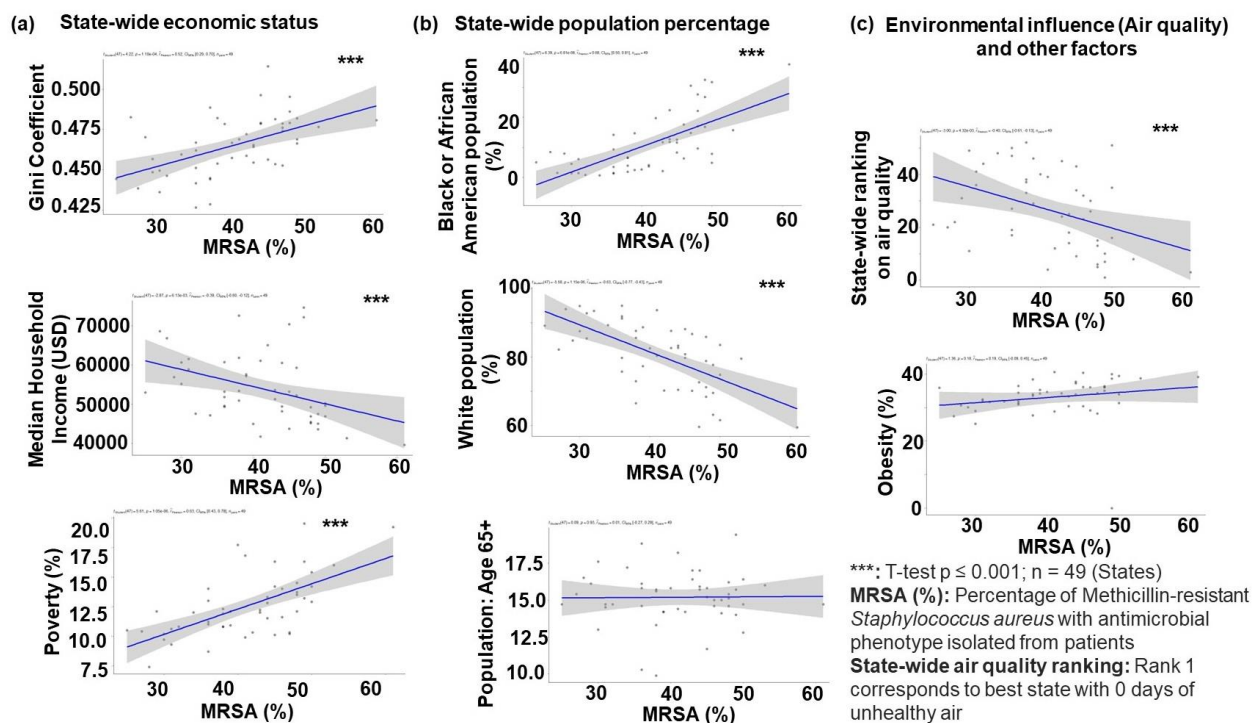 (a) State-wide economic status
0.500
0.475
0.450
0.425
Gini Coefficient
***
30 40 50 60
MRSA (%)
70000
60000
50000
40000
Median Household
Income (USD)
***
30 40 50 60
MRSA (%)
20.0
17.5
15.0
12.5
10.0
7.5
Poverty (%)
***
30 40 50 60
MRSA (%)
(b) State-wide population percentage
40
20
0
Black or African
American population
(%)
***
30 40 50 60
MRSA (%)
100
80
60
White population
(%)
***
30 40 50 60
MRSA (%)
17.5
15.0
12.5
10.0
Population: Age 65+
30 40 50 60
MRSA (%)
(c) Environmental influence (Air quality)
and other factors
40
20
0
State-wide ranking
on air quality
***
30 40 50 60
MRSA (%)
40
20
0
Obesity (%)
30 40 50 60
MRSA (%)
***: T-test p ≤ 0.001; n = 49 (States)
MRSA (%): Percentage of Methicillin-resistant
Staphylococcus aureus with antimicrobial
phenotype isolated from patients
State-wide air quality ranking: Rank 1
corresponds to best state with 0 days of
unhealthy air